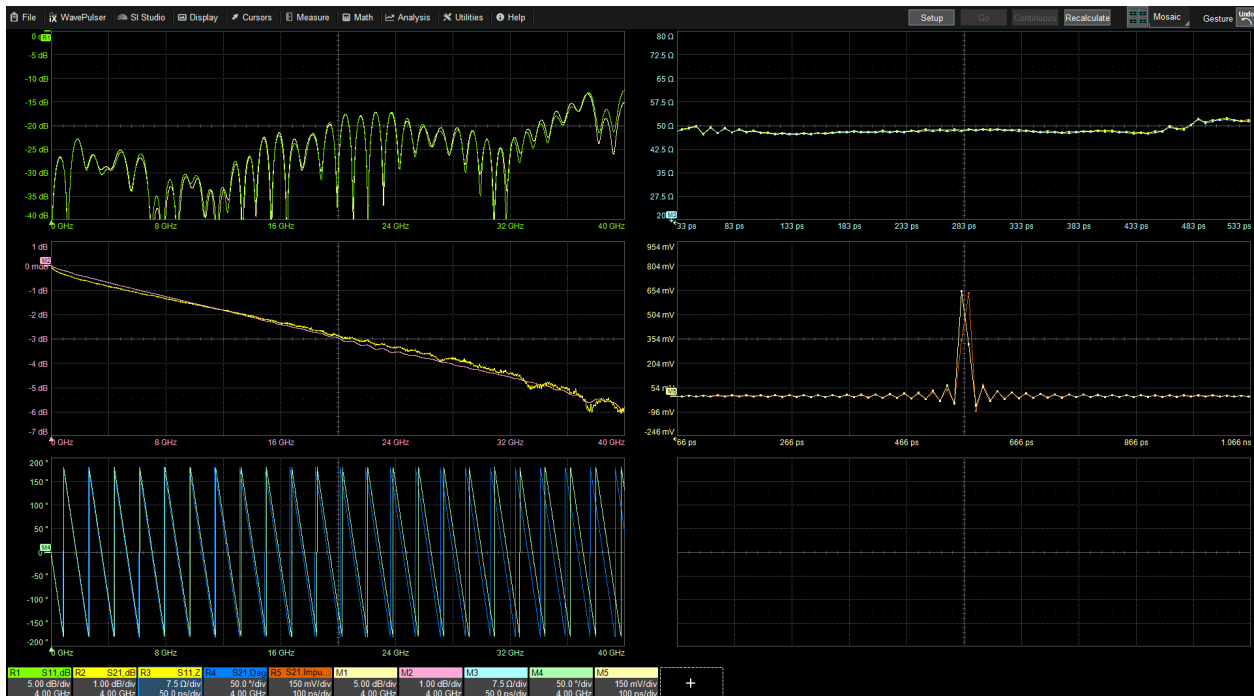 File WavePulser SI Studio Display Cursors Measure Math Analysis Utilities Help Setup Go Continuous Recalculate Mosaic Gesture Undo
0 dB R1
-5 dB
-10 dB
-15 dB
-20 dB
-25 dB
-30 dB
-35 dB
-40 dB
0 GHz 8 GHz 16 GHz 24 GHz 32 GHz 40 GHz
80 Ω
72.5 Ω
65 Ω
57.5 Ω
50 Ω
42.5 Ω
35 Ω
27.5 Ω
20 Ω M3
-33 ps 83 ps 133 ps 183 ps 233 ps 283 ps 333 ps 383 ps 433 ps 483 ps 533 ps
1 dB
0 mdB M2
-1 dB
-2 dB
-3 dB
-4 dB
-5 dB
-6 dB
-7 dB
0 GHz 8 GHz 16 GHz 24 GHz 32 GHz 40 GHz
954 mV
804 mV
654 mV
504 mV
354 mV
204 mV
54 mV M5
-96 mV
-246 mV
66 ps 266 ps 466 ps 666 ps 866 ps 1.066 ns
200 °
150 °
100 °
50 °
0 ° M4
-50 °
-100 °
-150 °
-200 °
0 GHz 8 GHz 16 GHz 24 GHz 32 GHz 40 GHz
R1 S11,dB R2 S21,dB R3 S11,Z R4 S21,Deg R5 S21,Impu... M1 M2 M3 M4 M5
5.00 dB/div 1.00 dB/div 7.5 Ω/div 50.0 °/div 150 mV/div 5.00 dB/div 1.00 dB/div 7.5 Ω/div 50.0 °/div 150 mV/div +
4.00 GHz 4.00 GHz 50.0 ps/div 4.00 GHz 100 ps/div 4.00 GHz 4.00 GHz 50.0 ps/div 4.00 GHz 100 ps/div